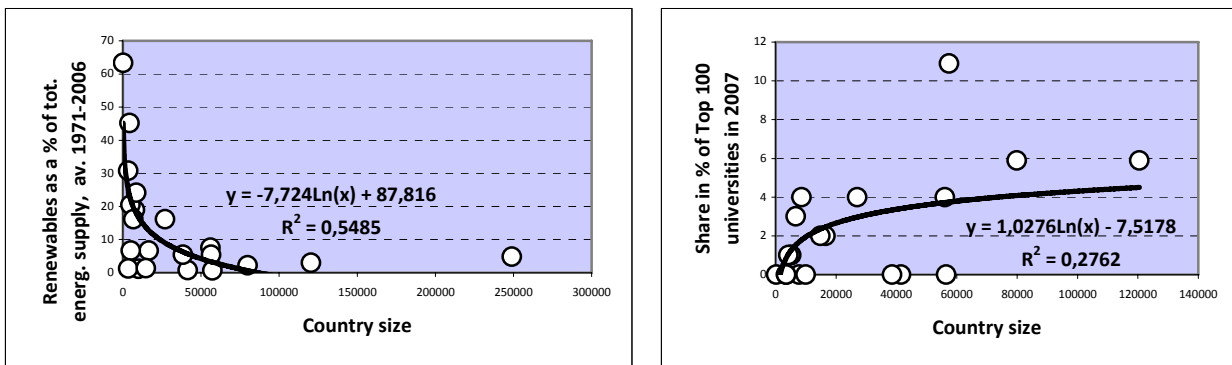 Renewables as a % of tot.
energ. supply, av. 1971-2006
70
60
50
40
30
20
10
0
y = -7,724Ln(x) + 87,816
R² = 0,5485
0 50000 100000 150000 200000 250000 300000
Country size
Share in % of Top 100
universities in 2007
12
10
8
6
4
2
0
y = 1,0276Ln(x) - 7,5178
R² = 0,2762
0 20000 40000 60000 80000 100000 120000 140000
Country size